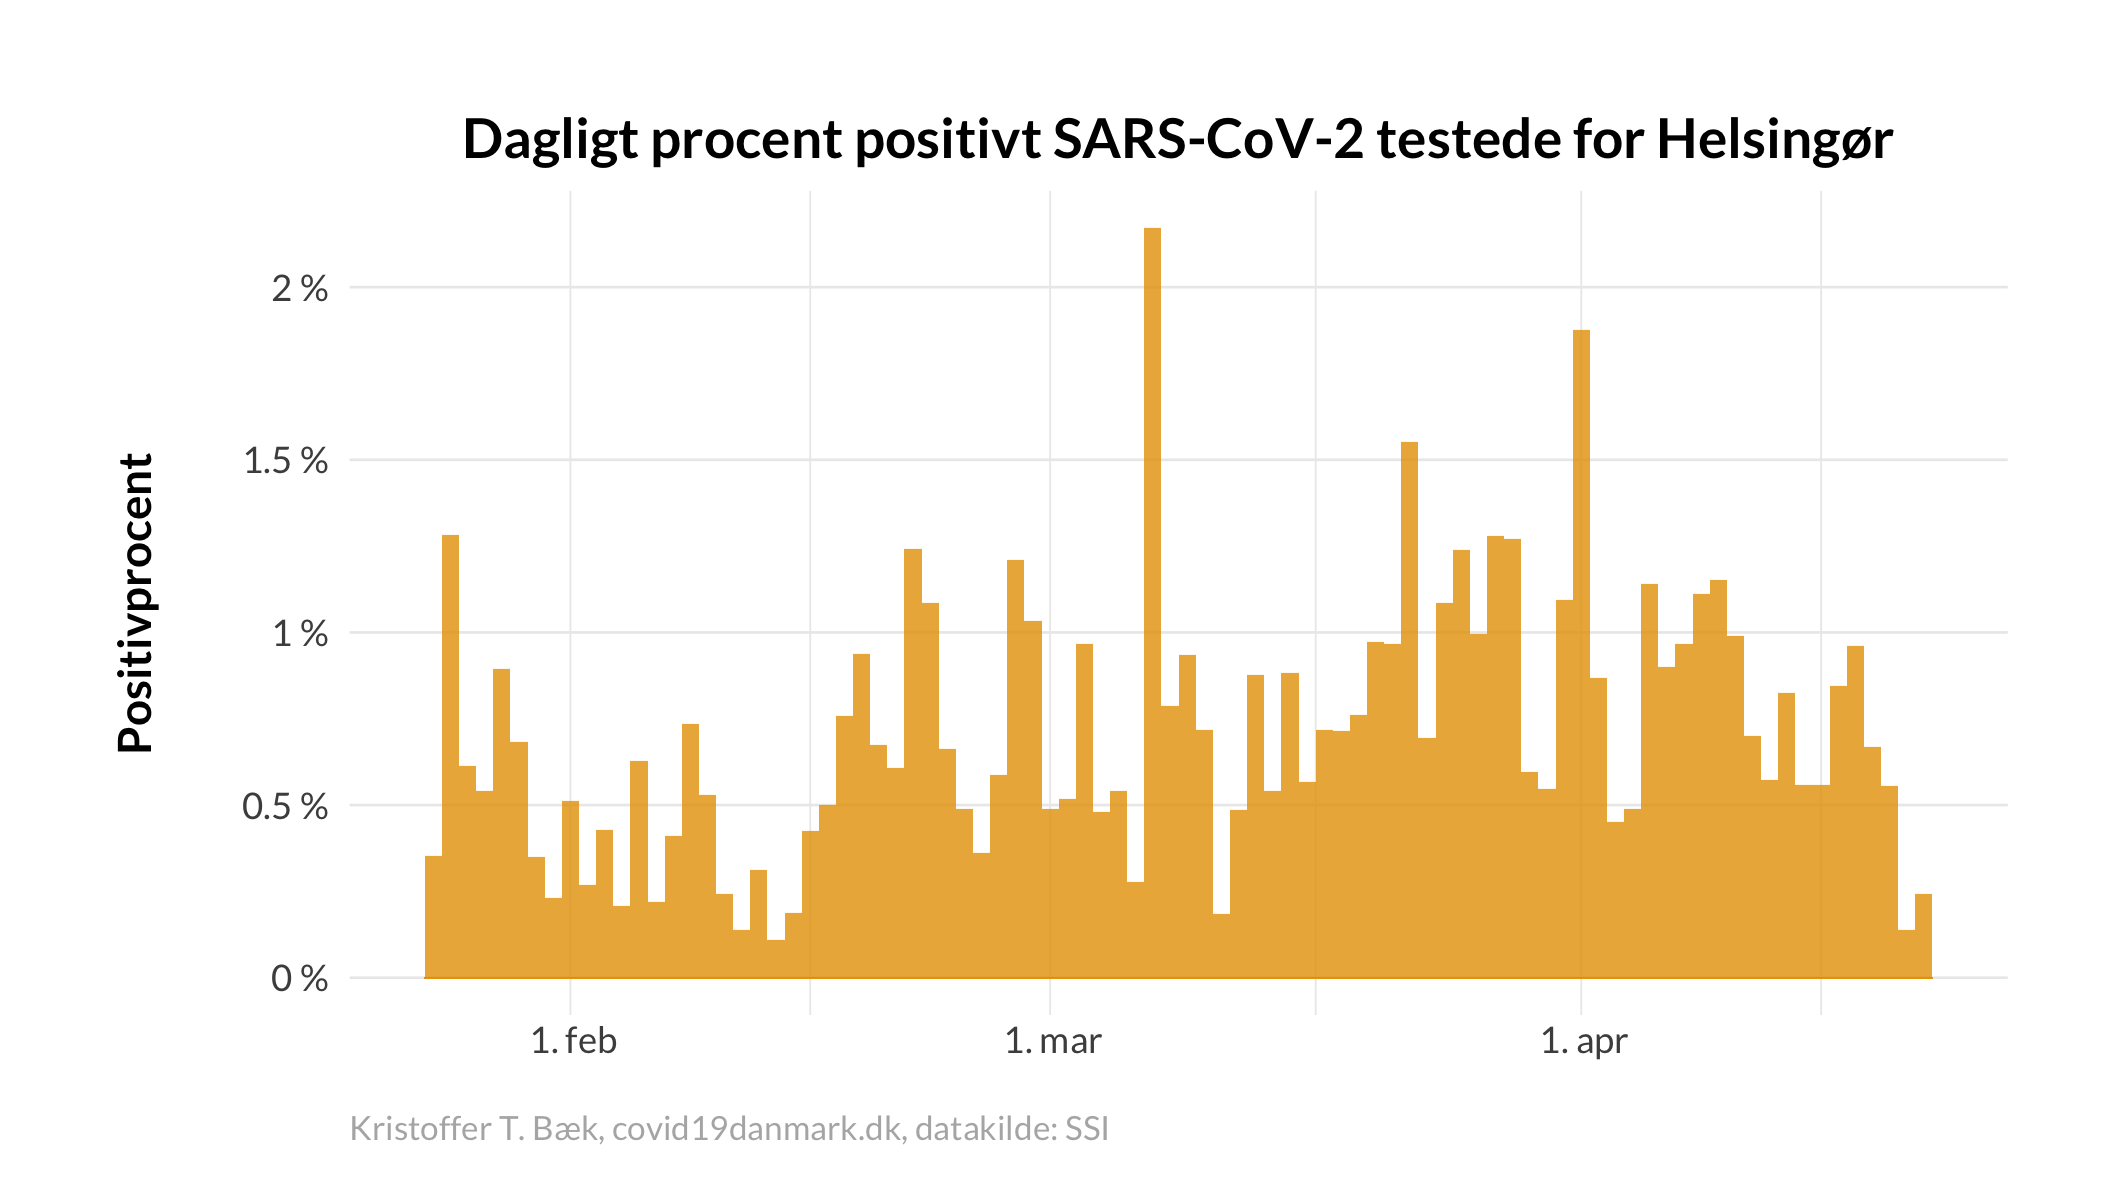 Dagligt procent positivt SARS-CoV-2 testede for Helsingør
Positivprocent
2 %
1.5 %
1 %
0.5 %
0 %
1. feb
1. mar
1. apr
Kristoffer T. Bæk, covid19danmark.dk, datakilde: SSI